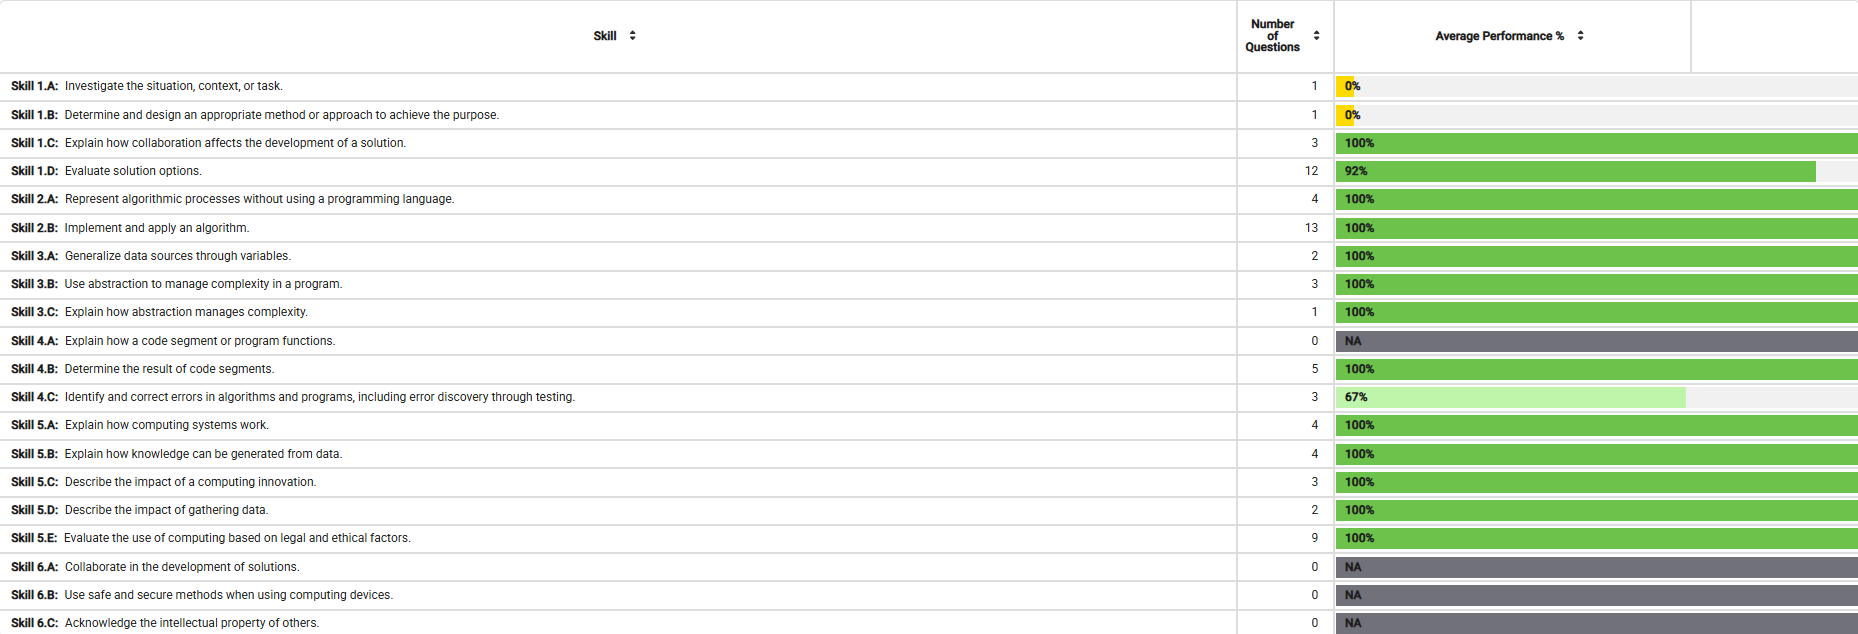 Skill Number of Questions Average Performance %
Skill 1.A: Investigate the situation, context, or task. 1 0%
Skill 1.B: Determine and design an appropriate method or approach to achieve the purpose. 1 0%
Skill 1.C: Explain how collaboration affects the development of a solution. 3 100%
Skill 1.D: Evaluate solution options. 12 92%
Skill 2.A: Represent algorithmic processes without using a programming language. 4 100%
Skill 2.B: Implement and apply an algorithm. 13 100%
Skill 3.A: Generalize data sources through variables. 2 100%
Skill 3.B: Use abstraction to manage complexity in a program. 3 100%
Skill 3.C: Explain how abstraction manages complexity. 1 100%
Skill 4.A: Explain how a code segment or program functions. 0 NA
Skill 4.B: Determine the result of code segments. 5 100%
Skill 4.C: Identify and correct errors in algorithms and programs, including error discovery through testing. 3 67%
Skill 5.A: Explain how computing systems work. 4 100%
Skill 5.B: Explain how knowledge can be generated from data. 4 100%
Skill 5.C: Describe the impact of a computing innovation. 3 100%
Skill 5.D: Describe the impact of gathering data. 2 100%
Skill 5.E: Evaluate the use of computing based on legal and ethical factors. 9 100%
Skill 6.A: Collaborate in the development of solutions. 0 NA
Skill 6.B: Use safe and secure methods when using computing devices. 0 NA
Skill 6.C: Acknowledge the intellectual property of others. 0 NA